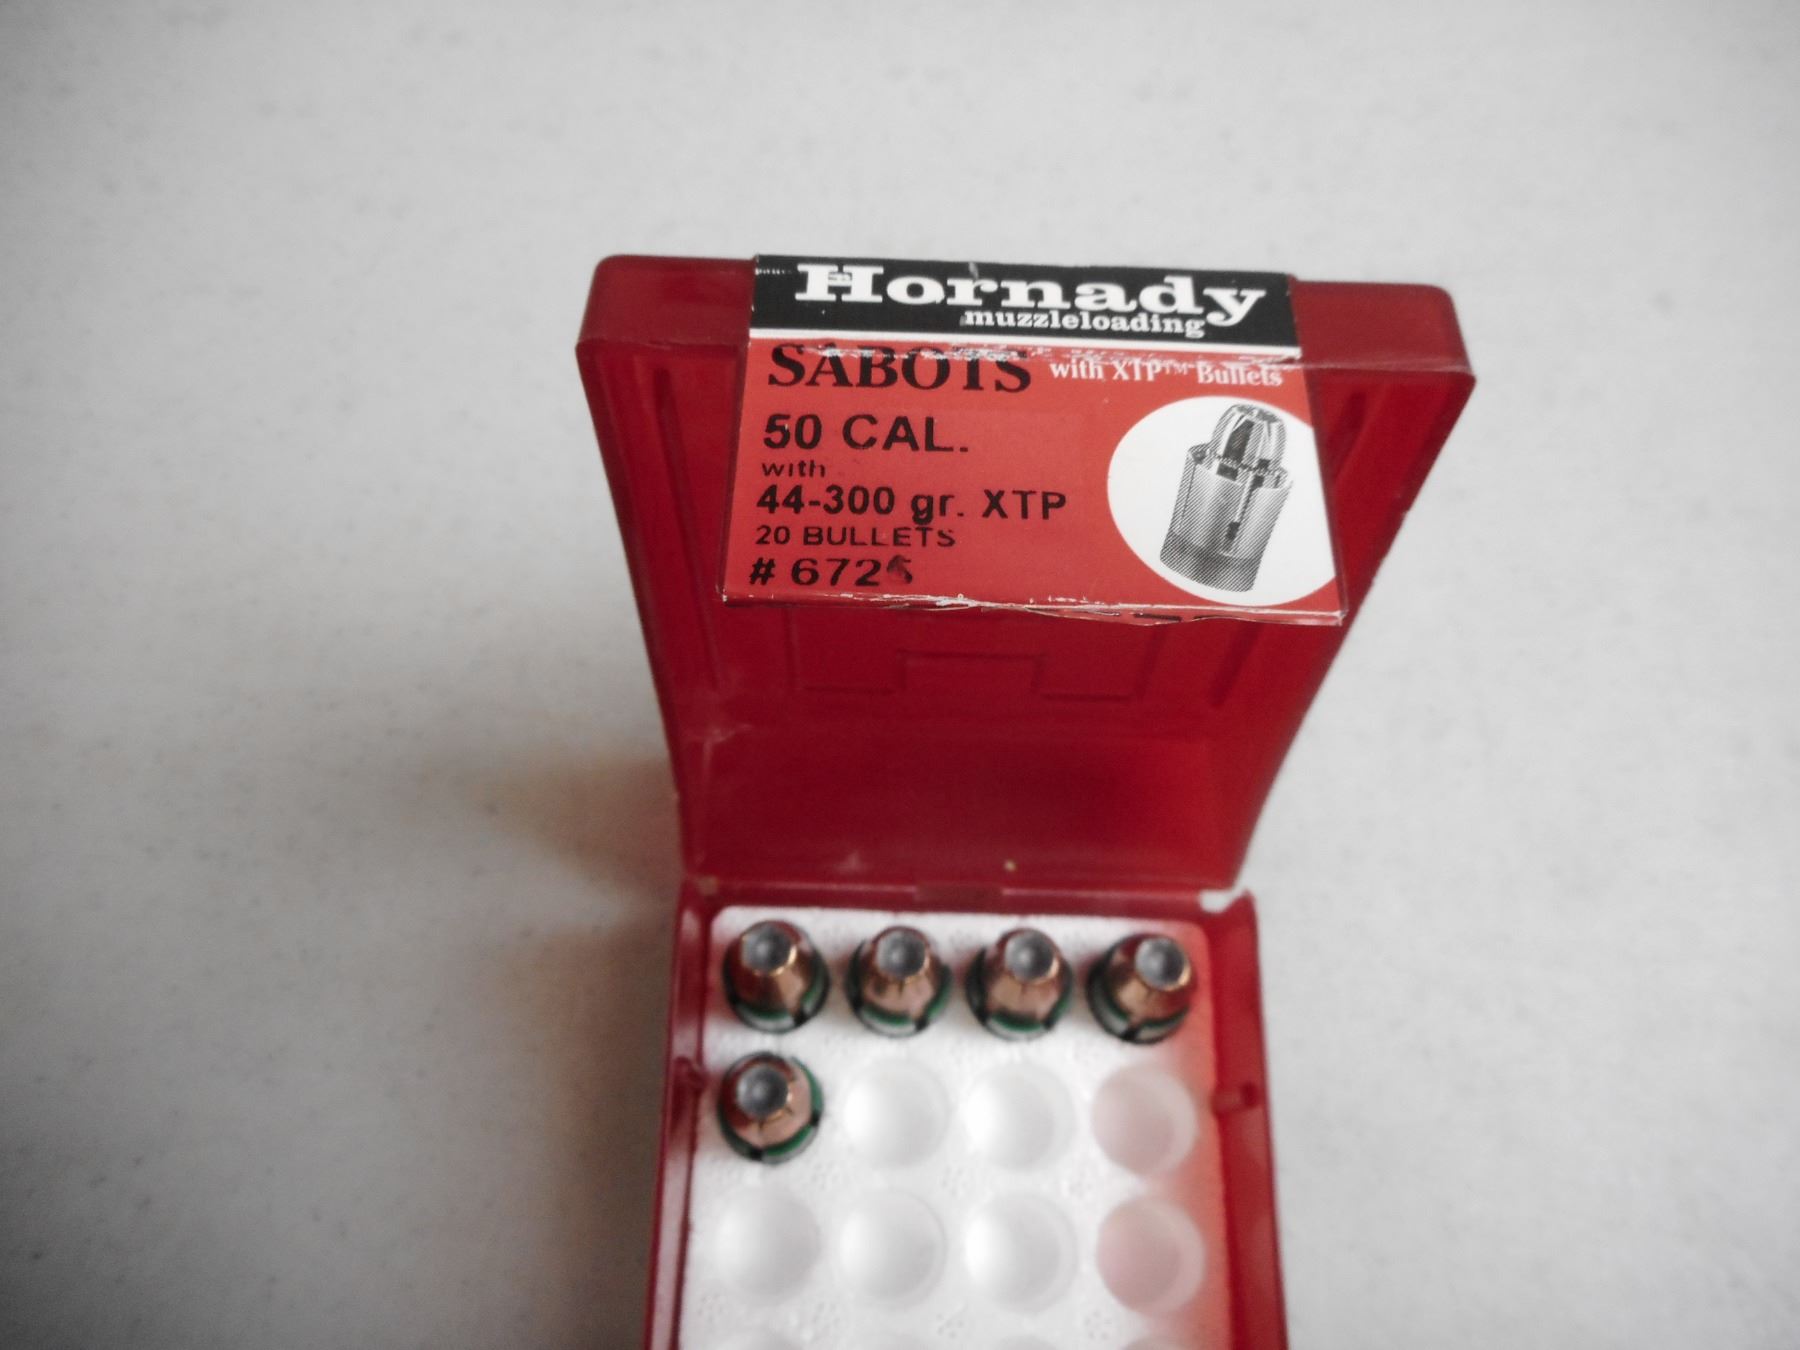 Hornady
muzzleloading
SABOTS with XTP™ Bullets
50 CAL.
with
44-300 gr. XTP
20 BULLETS